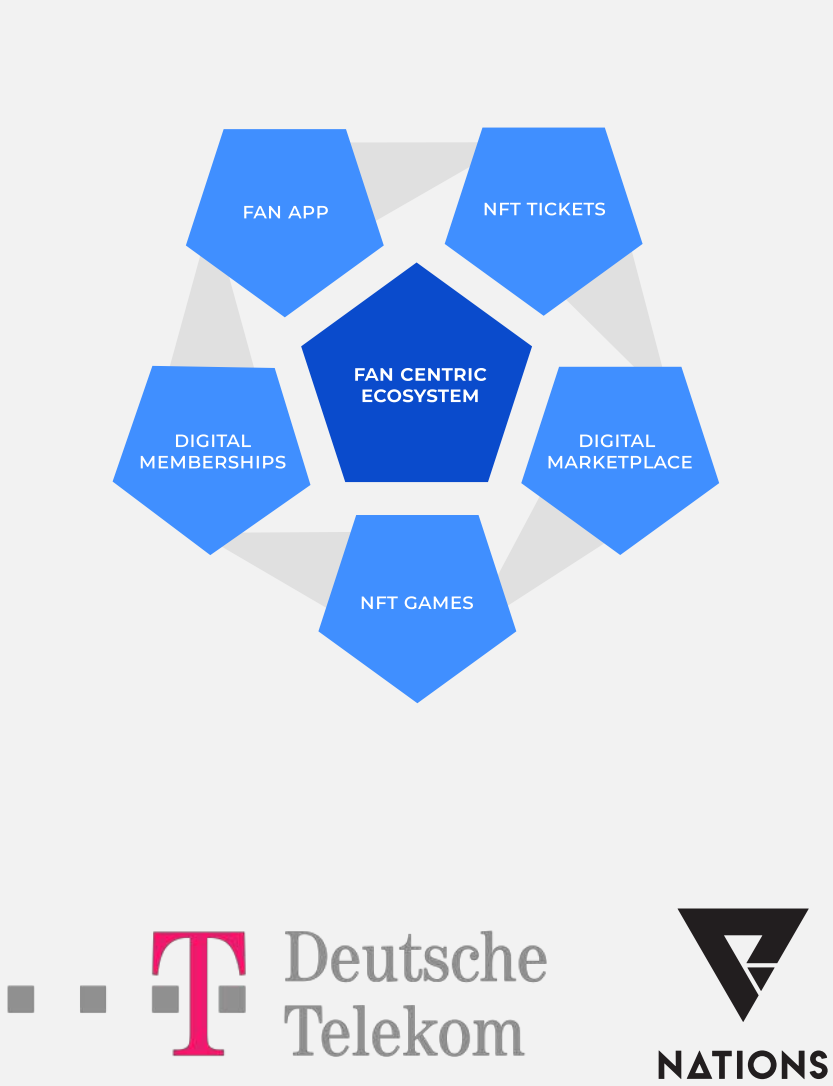 FAN APP
NFT TICKETS
FAN CENTRIC
ECOSYSTEM
DIGITAL
MEMBERSHIPS
DIGITAL
MARKETPLACE
NFT GAMES
T
Deutsche
Telekom
NATIONS